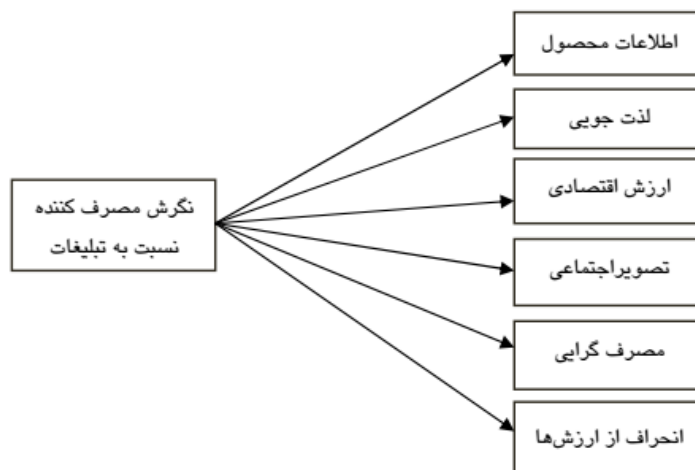 اطلاعات محصول
لذت جویی
ارزش اقتصادی
نگرش مصرف کننده
نسبت به تبلیغات
تصویراجتماعی
مصرف گرایی
انحراف از ارزش‌ها